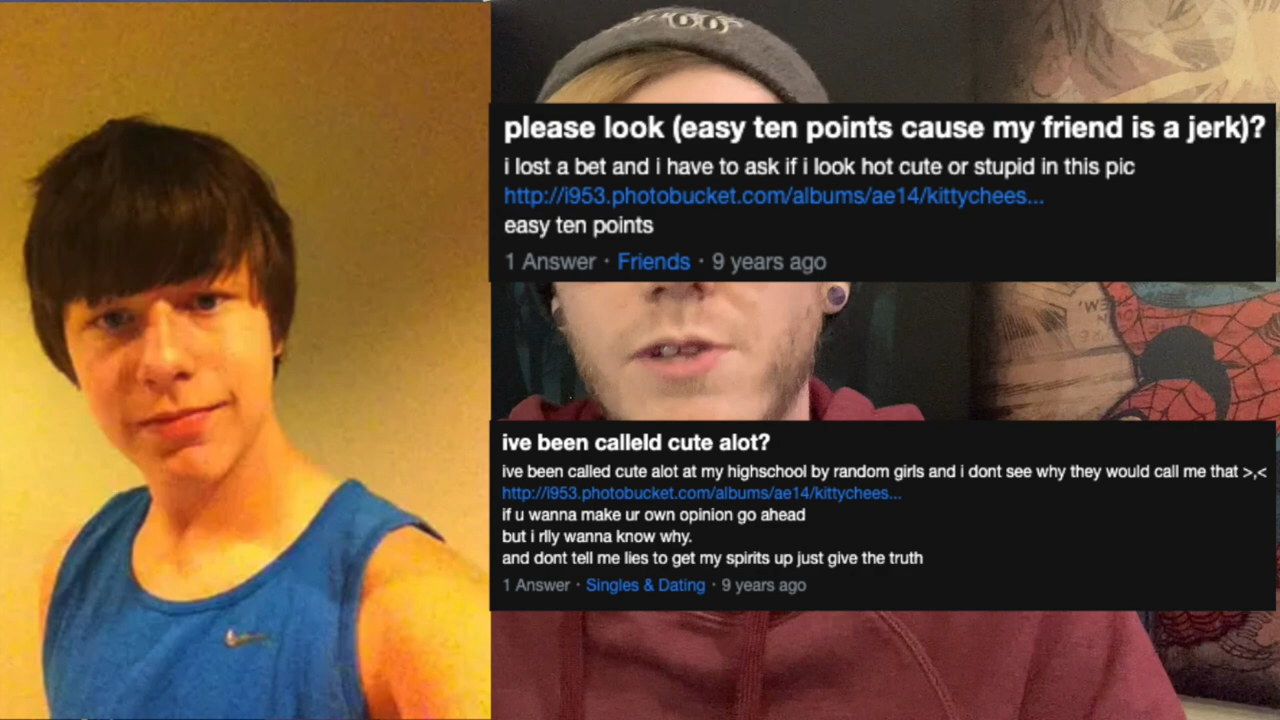 please look (easy ten points cause my friend is a jerk)?
i lost a bet and i have to ask if i look hot cute or stupid in this pic
http://i953.photobucket.com/albums/ae14/kittychees...
easy ten points
1 Answer · Friends · 9 years ago
ive been calleld cute alot?
ive been called cute alot at my highschool by random girls and i dont see why they would call me that >,<
http://i953.photobucket.com/albums/ae14/kittychees...
if u wanna make ur own opinion go ahead
but i rlly wanna know why.
and dont tell me lies to get my spirits up just give the truth
1 Answer · Singles & Dating · 9 years ago